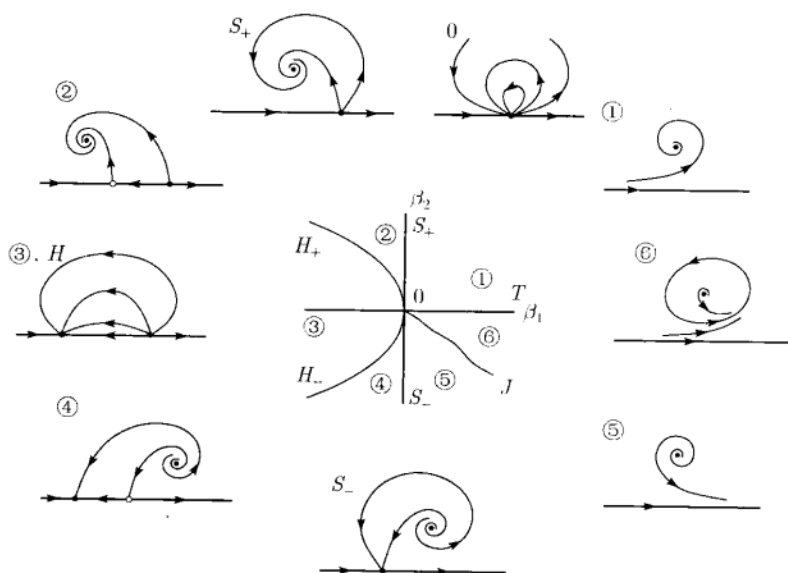 S₊
0
①
②
③. H
β₂
② S₊
H₊
①
0
T
β₁
③
⑥
H₋
④
⑤
S₋
J
⑥
④
⑤
S₋